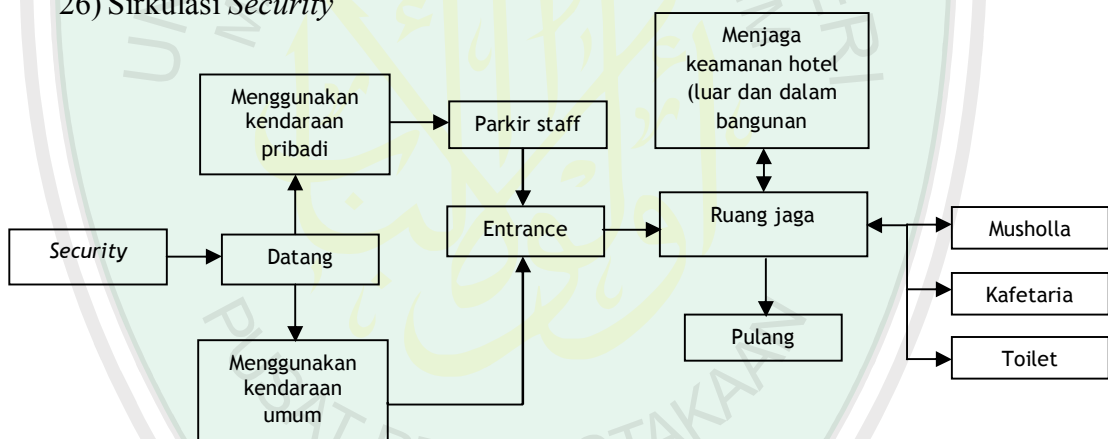 26) Sirkulasi Security
Menjaga
keamanan hotel
(luar dan dalam
bangunan
Menggunakan
kendaraan
pribadi
Parkir staff
Security
Datang
Entrance
Ruang jaga
Musholla
Kafetaria
Toilet
Pulang
Menggunakan
kendaraan
umum